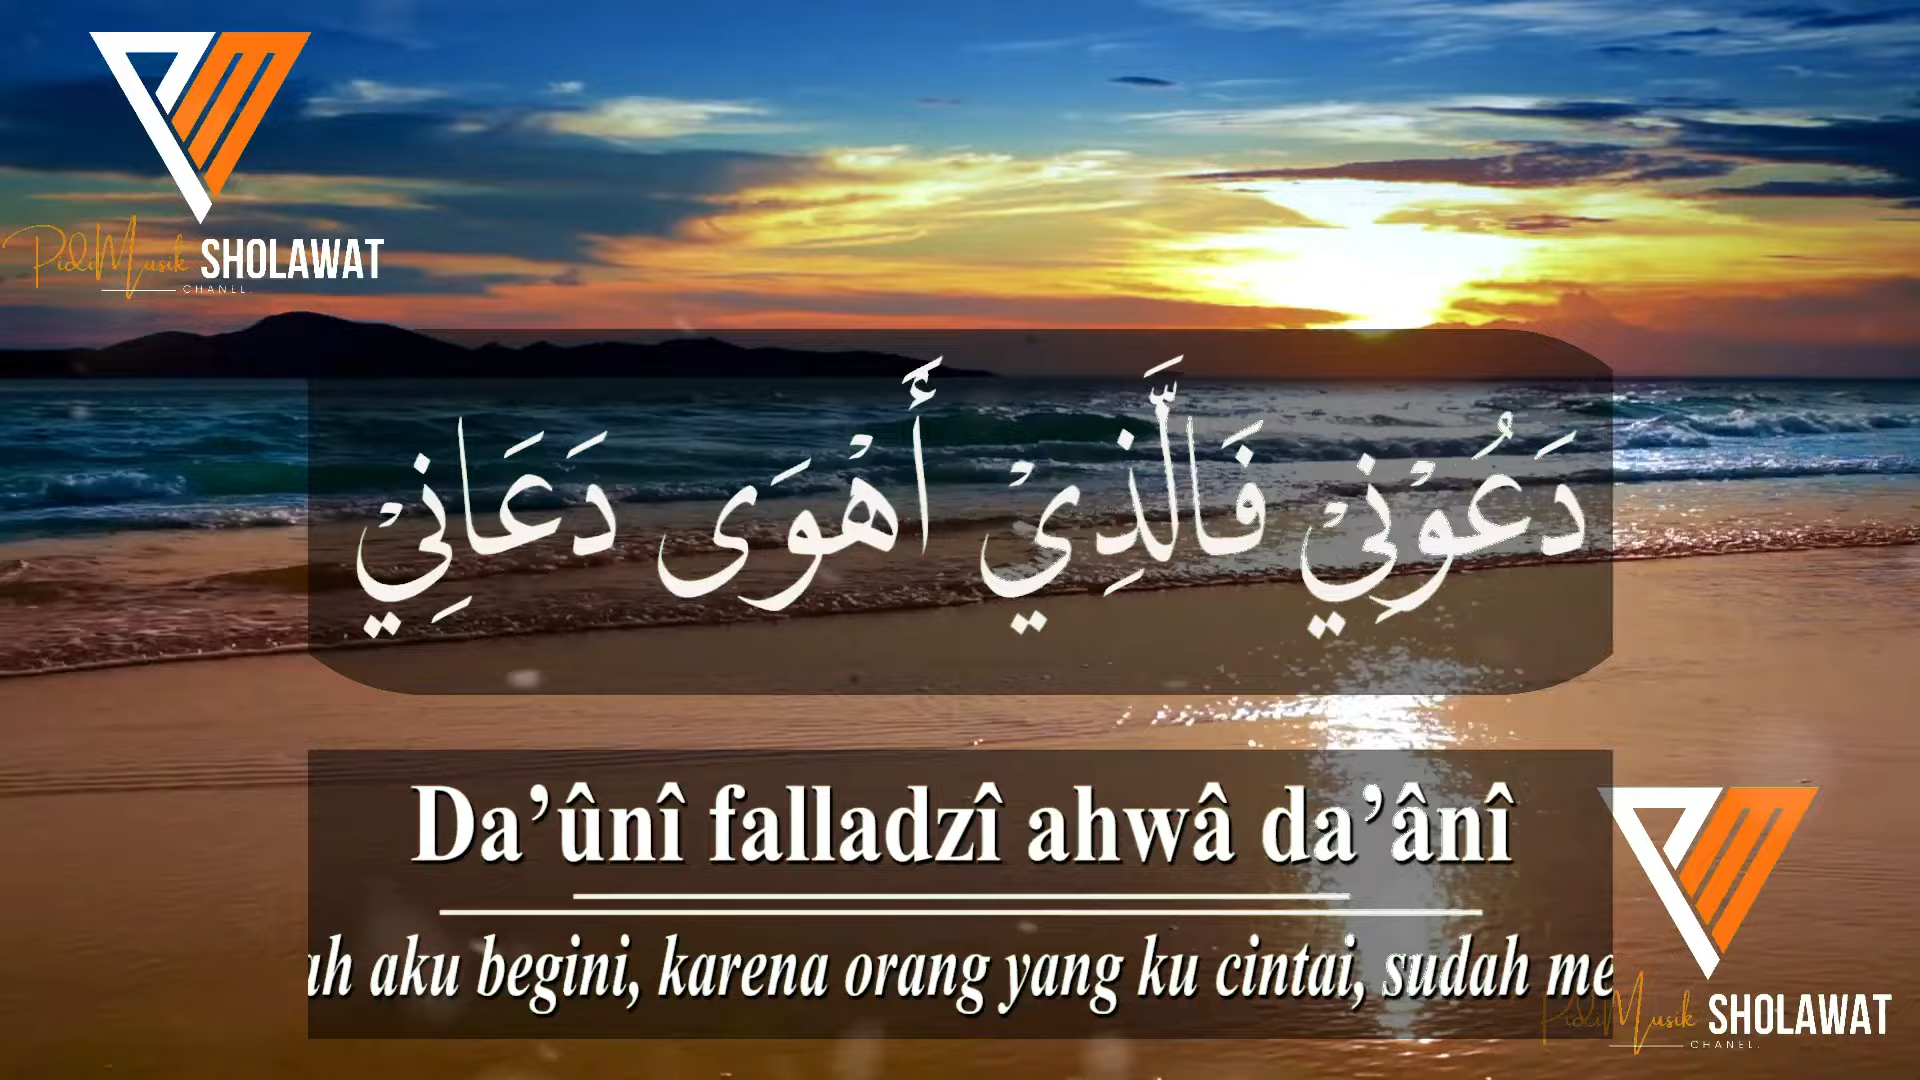 PidiMusik SHOLAWAT
CHANEL.
دَعُوْنِيْ فَالَّذِيْ أَهْوَى دَعَانِيْ
Da’ûnî falladzî ahwâ da’ânî
aku begini, karena orang yang ku cintai, sudah
PidiMusik SHOLAWAT
CHANEL.